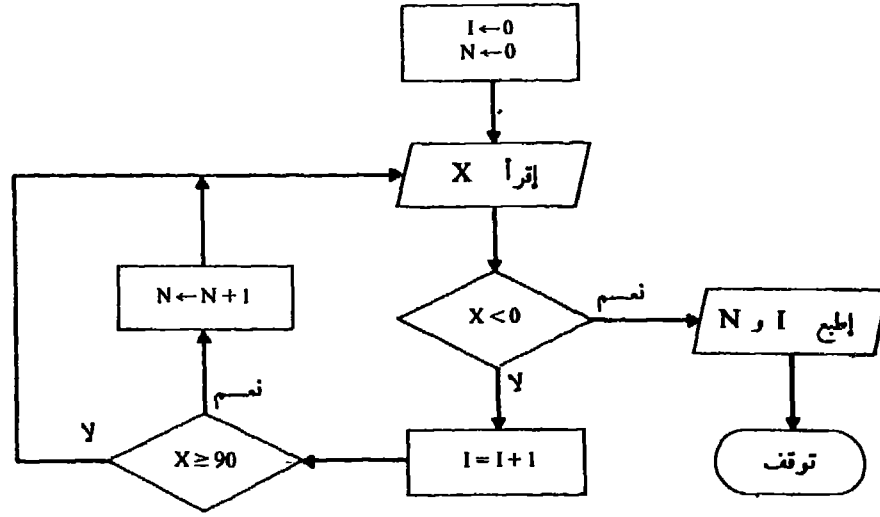 I ← 0
N ← 0
إقرأ X
N ← N + 1
X < 0
نعم
إطبع I و N
لا
نعم
لا
X ≥ 90
I = I + 1
توقف